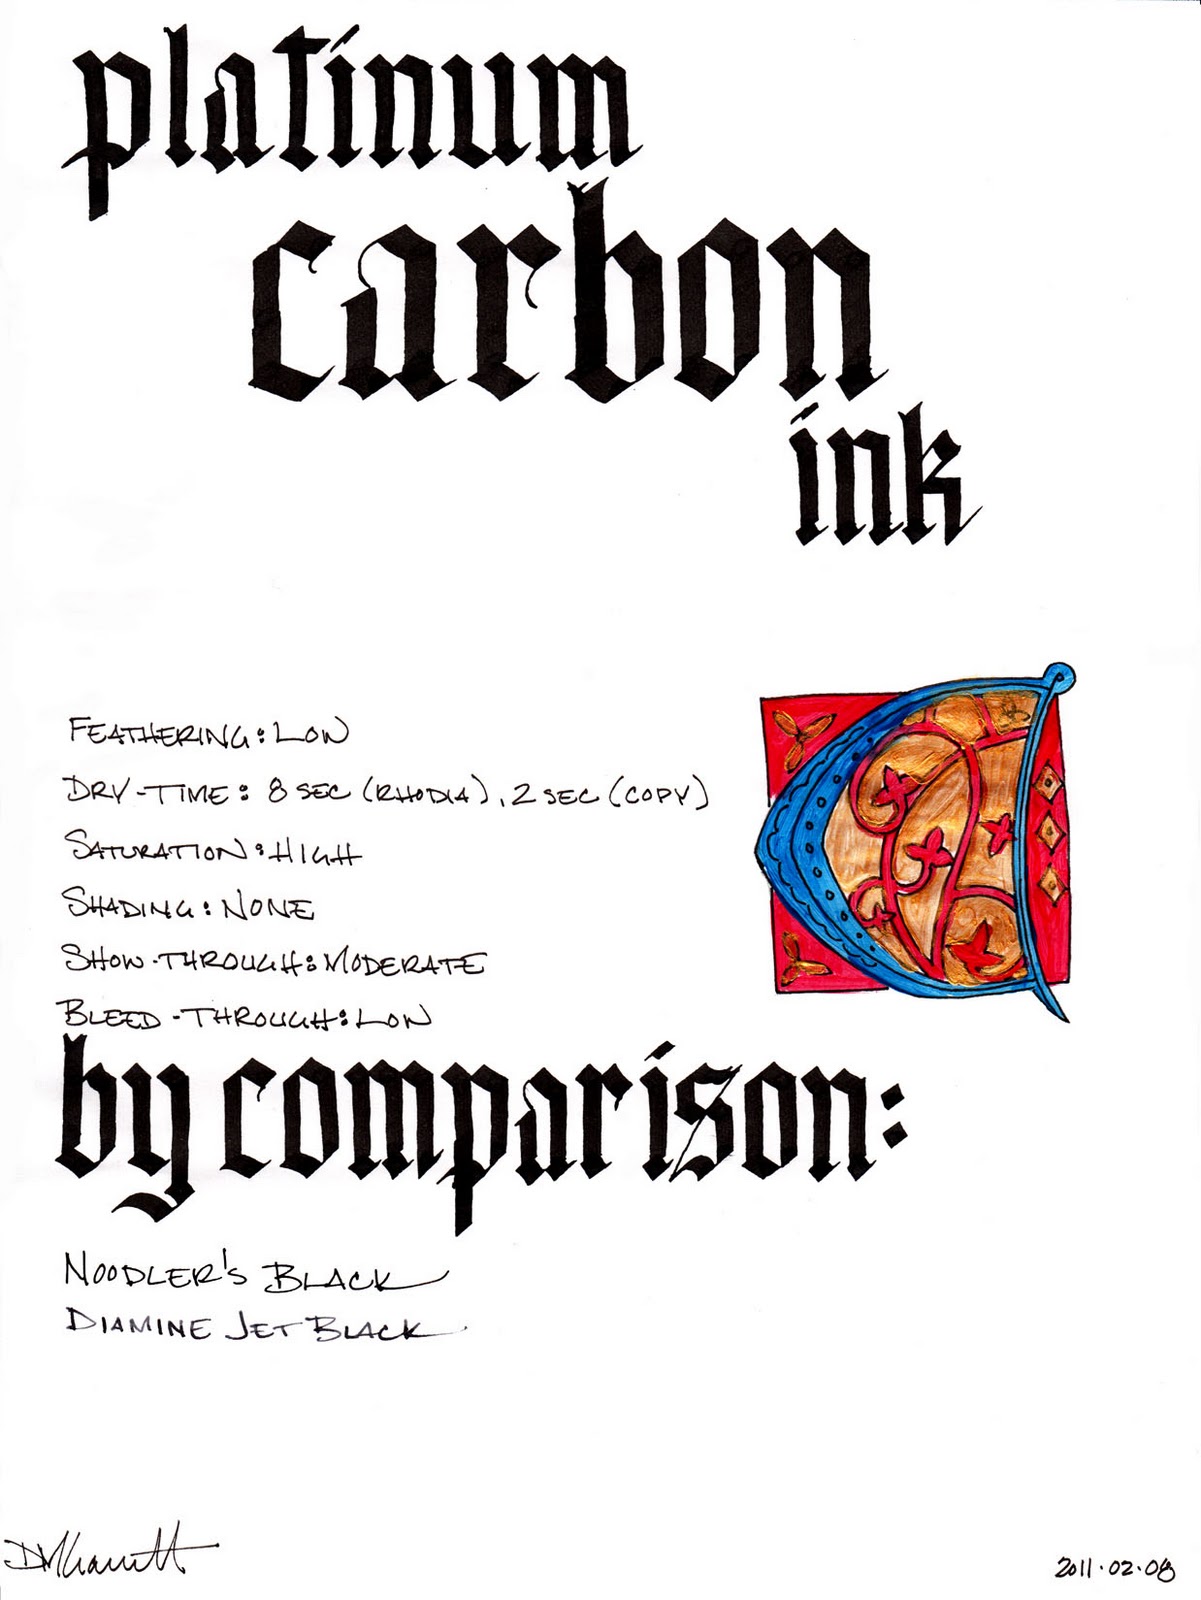 platinum
carbon
ink
FEATHERING: LOW
DRY-TIME: 8 SEC (RHODIA), 2 SEC (COPY)
SATURATION: HIGH
SHADING: NONE
SHOW-THROUGH: MODERATE
BLEED-THROUGH: LOW
by comparison:
NOODLER'S BLACK
DIAMINE JET BLACK
2011.02.08